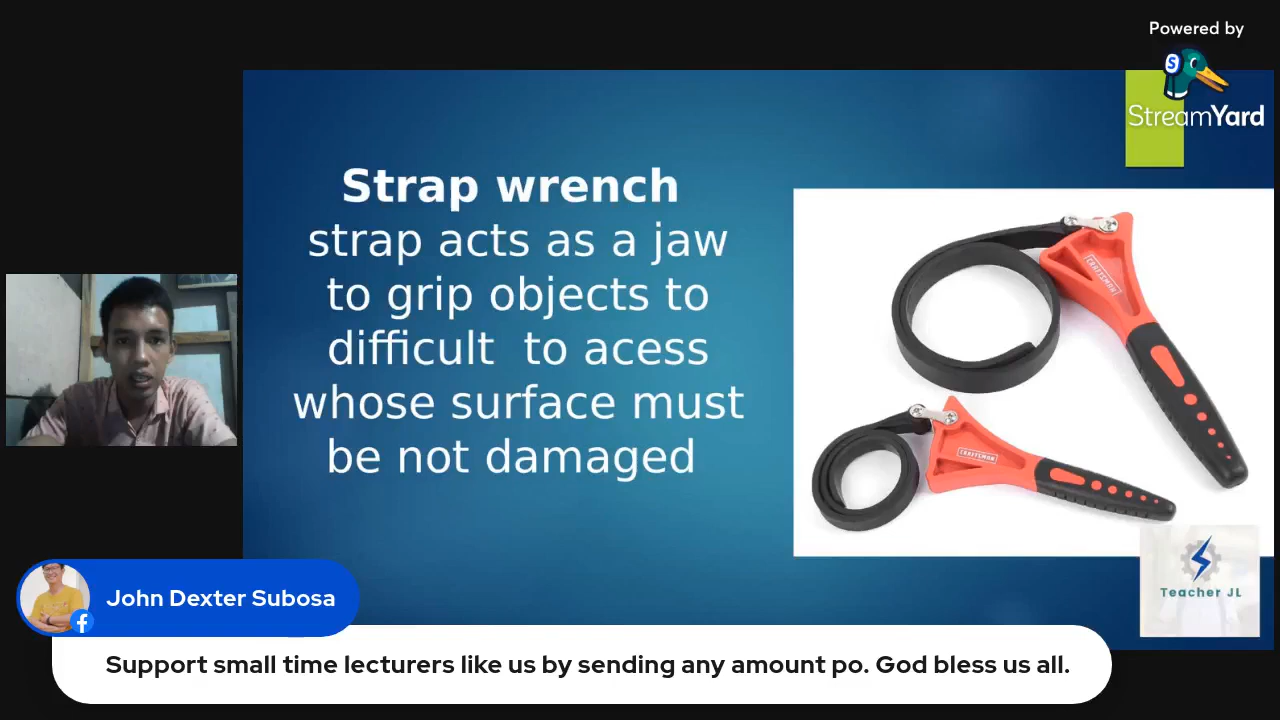 Powered by
StreamYard
Strap wrench
strap acts as a jaw
to grip objects to
difficult  to acess
whose surface must
be not damaged
CRAFTSMAN
CRAFTSMAN
Teacher JL
John Dexter Subosa
Support small time lecturers like us by sending any amount po. God bless us all.